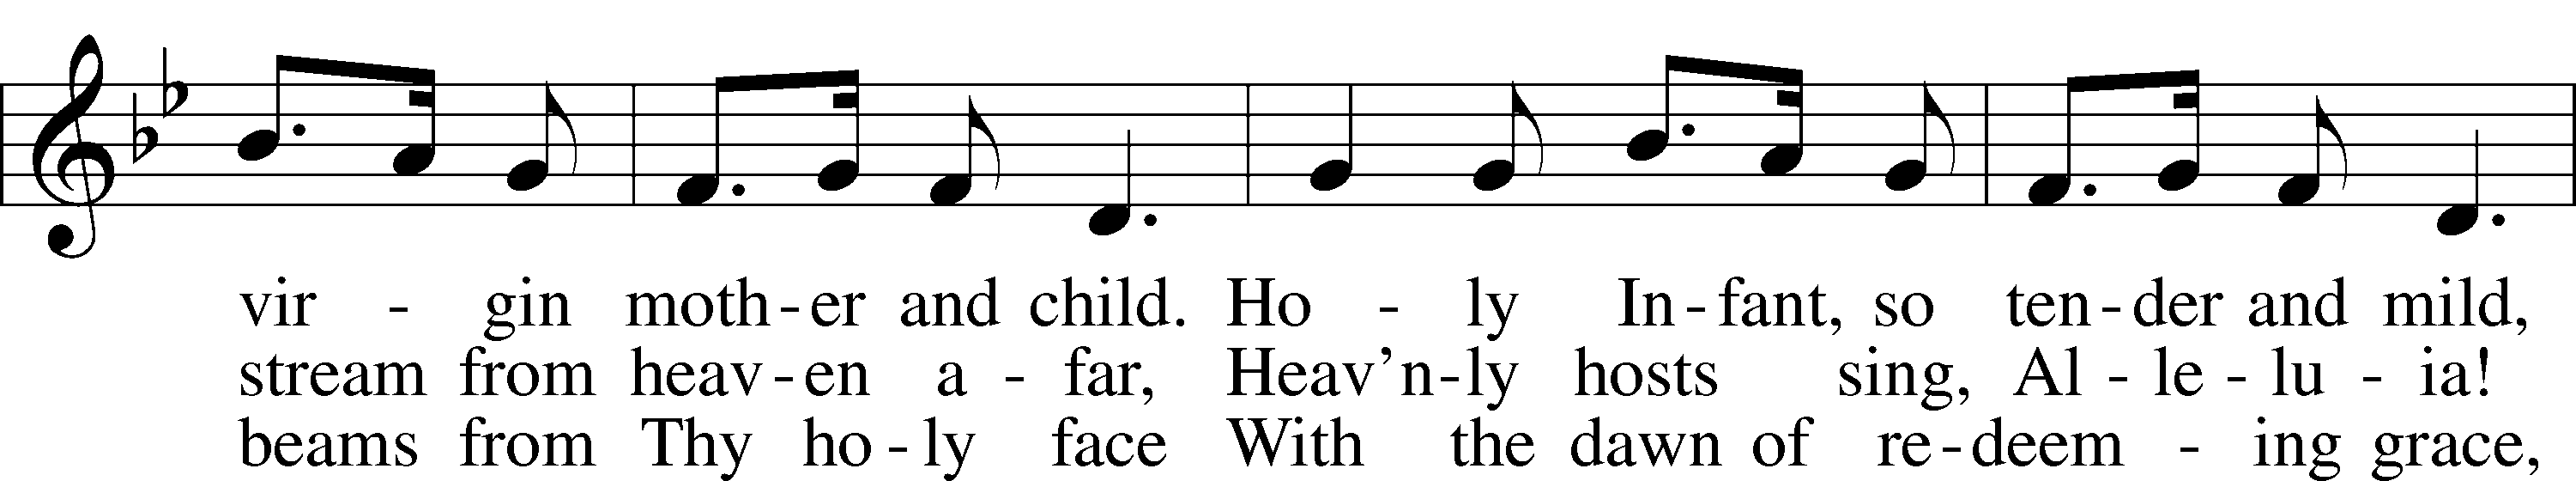 vir - gin moth-er and child. Ho - ly In-fant, so ten-der and mild,
stream from heav-en a - far, Heav'n-ly hosts sing, Al - le - lu - ia!
beams from Thy ho-ly face With the dawn of re-deem - ing grace,